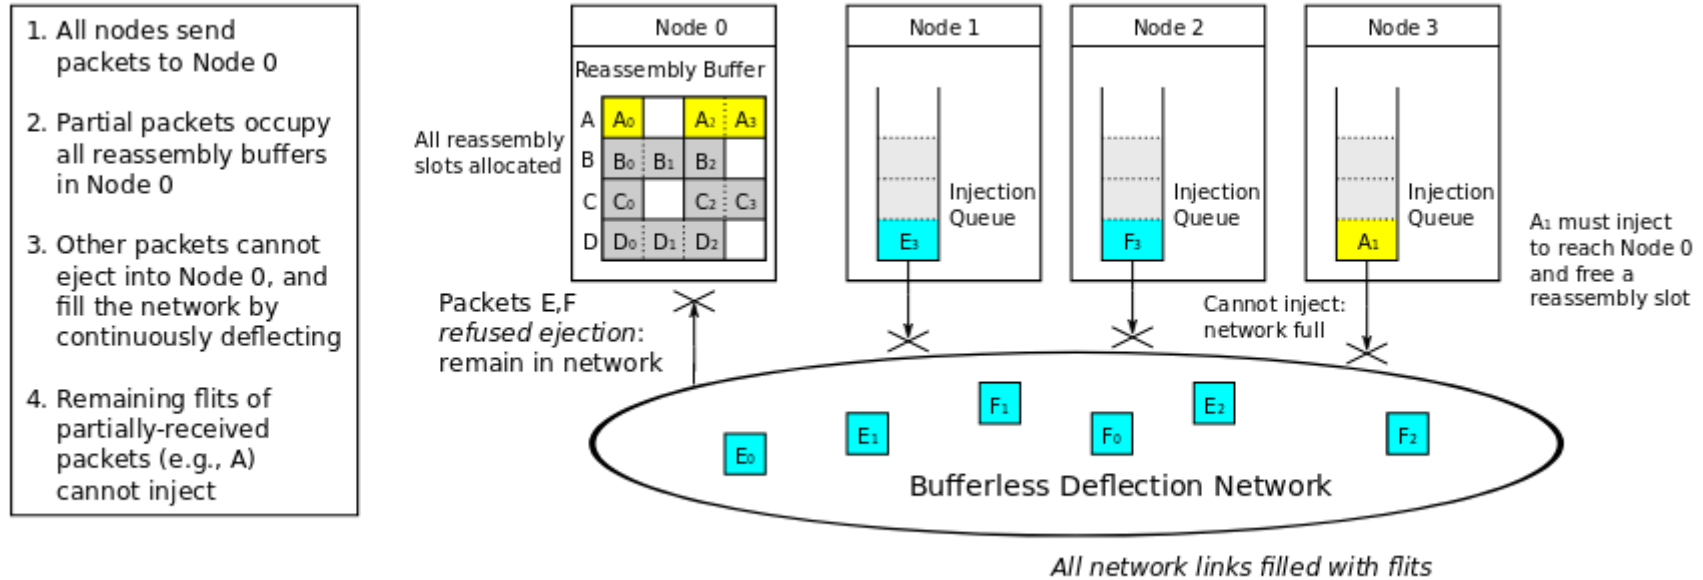 1. All nodes send
packets to Node 0
2. Partial packets occupy
all reassembly buffers
in Node 0
3. Other packets cannot
eject into Node 0, and
fill the network by
continuously deflecting
4. Remaining flits of
partially-received
packets (e.g., A)
cannot inject
All reassembly
slots allocated
Node 0
Reassembly Buffer
A A₀ A₂ A₃
B B₀ B₁ B₂
C C₀ C₂ C₃
D D₀ D₁ D₂
Node 1
Injection
Queue
E₃
Node 2
Injection
Queue
F₃
Node 3
Injection
Queue
A₁
A₁ must inject
to reach Node 0
and free a
reassembly slot
Packets E,F
refused ejection:
remain in network
Cannot inject:
network full
E₀ E₁ F₁ F₀ E₂ F₂
Bufferless Deflection Network
All network links filled with flits